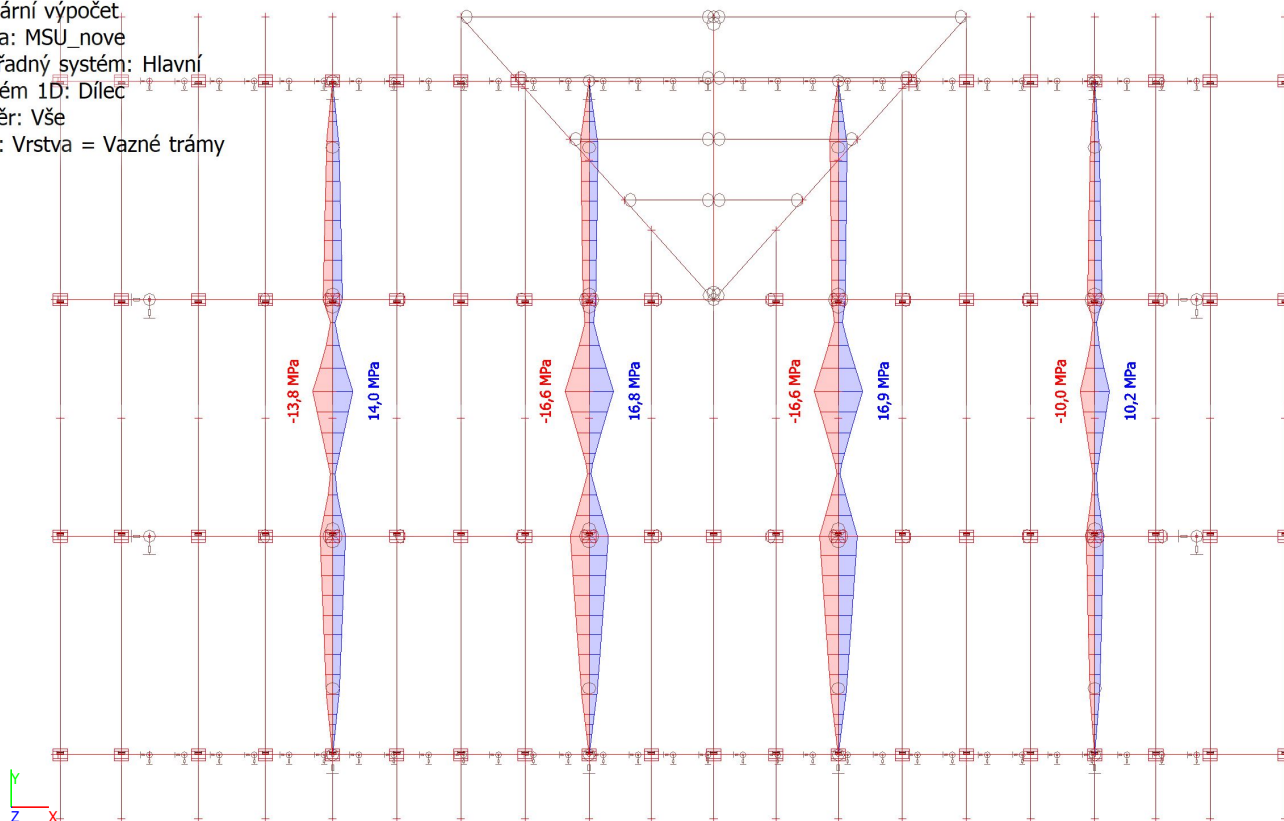 ární výpočet
a: MSU_nove
řadný systém: Hlavní
ém 1D: Dílec
ěr: Vše
: Vrstva = Vazné trámy
-13,8 MPa
14,0 MPa
-16,6 MPa
16,8 MPa
-16,6 MPa
16,9 MPa
-10,0 MPa
10,2 MPa
Y
Z X